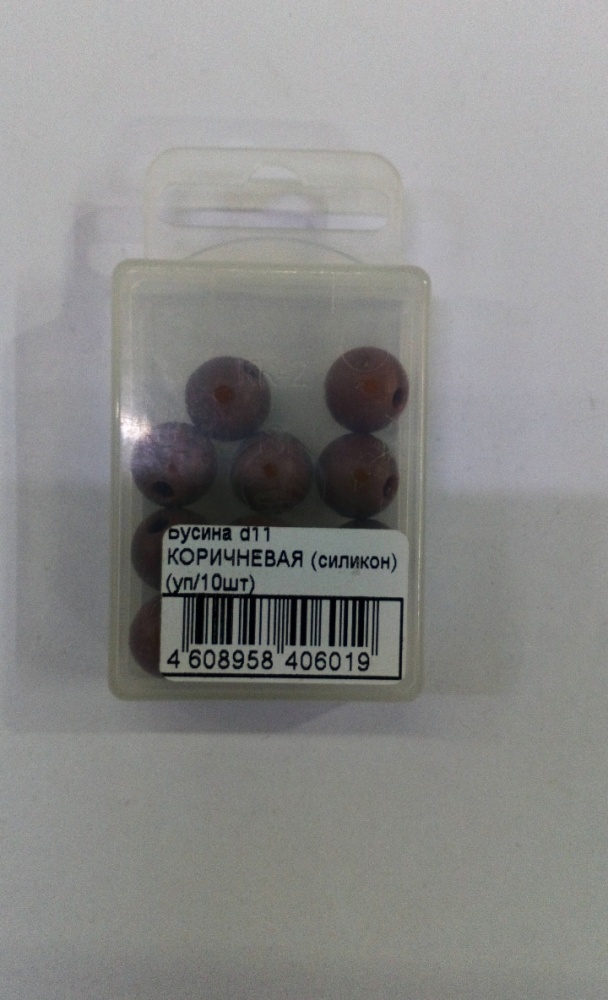 Бусина d11
КОРИЧНЕВАЯ (силикон)
(уп/10шт)
4 608958 406019